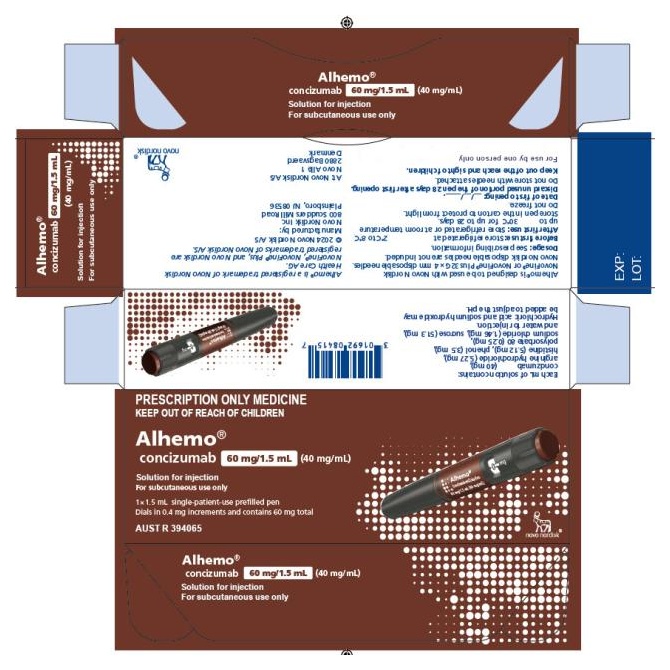 Alhemo®
concizumab 60 mg/1.5 mL (40 mg/mL)
Solution for injection
For subcutaneous use only
Alhemo®
concizumab 60 mg/1.5 mL
(40 mg/mL)
Solution for injection
For subcutaneous use only
novo nordisk®
Alhemo® is designed to be used with Novo Nordisk
NovoFine® or NovoFine® Plus 32G × 4 mm disposable needles.
Novo Nordisk disposable needles are not included.
Dosage: See prescribing information.
Before first use: Store refrigerated at 2°C to 8°C
After first use: Store refrigerated or at room temperature
up to 30°C for up to 28 days.
Store pen in the carton to protect from light.
Do not freeze.
Date of first opening: __/__/__.
Discard unused portion of the pen 28 days after first opening.
Do not store with needle attached.
Keep out of the reach and sight of children.
For use by one person only
Alhemo® is a registered trademark of Novo Nordisk
Health Care AG.
NovoFine®, NovoFine® Plus, and Novo Nordisk are
registered trademarks of Novo Nordisk A/S.
© 2024 Novo Nordisk A/S
Manufactured by:
Novo Nordisk Inc.
800 Scudders Mill Road
Plainsboro, NJ 08536
At Novo Nordisk A/S
Novo Allé 1
2880 Bagsvaerd
Denmark
EXP:
LOT:
Each mL of solution contains:
concizumab (40 mg),
arginine hydrochloride (5.27 mg),
histidine (5.12 mg), phenol (3.5 mg),
polysorbate 80 (0.25 mg),
sodium chloride (1.46 mg), sucrose (51.3 mg),
and water for injection.
Hydrochloric acid and sodium hydroxide may
be added to adjust the pH.
3 01692 08415 7
PRESCRIPTION ONLY MEDICINE
KEEP OUT OF REACH OF CHILDREN
Alhemo®
concizumab 60 mg/1.5 mL (40 mg/mL)
Solution for injection
For subcutaneous use only
1×1.5 mL single-patient-use prefilled pen
Dials in 0.4 mg increments and contains 60 mg total
AUST R 394065
Alhemo®
novo nordisk®
Alhemo®
concizumab 60 mg/1.5 mL (40 mg/mL)
Solution for injection
For subcutaneous use only